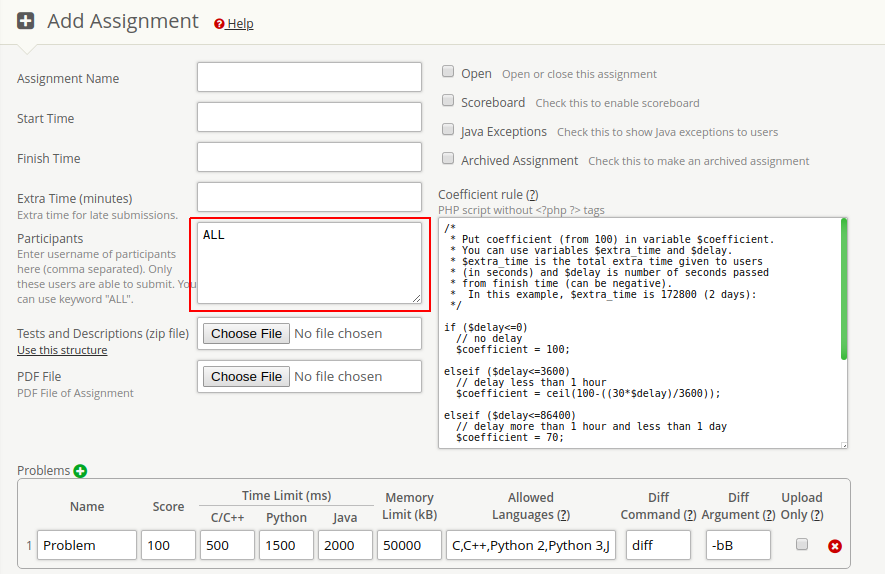 Add Assignment
Help
Assignment Name
Start Time
Finish Time
Extra Time (minutes)
Extra time for late submissions.
Participants
Enter username of participants
here (comma separated). Only
these users are able to submit. You
can use keyword "ALL".
ALL
Tests and Descriptions (zip file)
Use this structure
Choose File No file chosen
PDF File
PDF File of Assignment
Choose File No file chosen
Open Open or close this assignment
Scoreboard Check this to enable scoreboard
Java Exceptions Check this to show Java exceptions to users
Archived Assignment Check this to make an archived assignment
Coefficient rule (?)
PHP script without <?php ?> tags
/*
* Put coefficient (from 100) in variable $coefficient.
* You can use variables $extra_time and $delay.
* $extra_time is the total extra time given to users
* (in seconds) and $delay is number of seconds passed
* from finish time (can be negative).
* In this example, $extra_time is 172800 (2 days):
*/
if ($delay<=0)
// no delay
$coefficient = 100;
elseif ($delay<=3600)
// delay less than 1 hour
$coefficient = ceil(100-((30*$delay)/3600));
elseif ($delay<=86400)
// delay more than 1 hour and less than 1 day
$coefficient = 70;
Problems
Name
Score
Time Limit (ms)
C/C++ Python Java
Memory
Limit (kB)
Allowed
Languages (?)
Diff
Command (?)
Diff
Argument (?)
Upload
Only (?)
1 Problem 100 500 1500 2000 50000 C,C++,Python 2,Python 3,J diff -bB